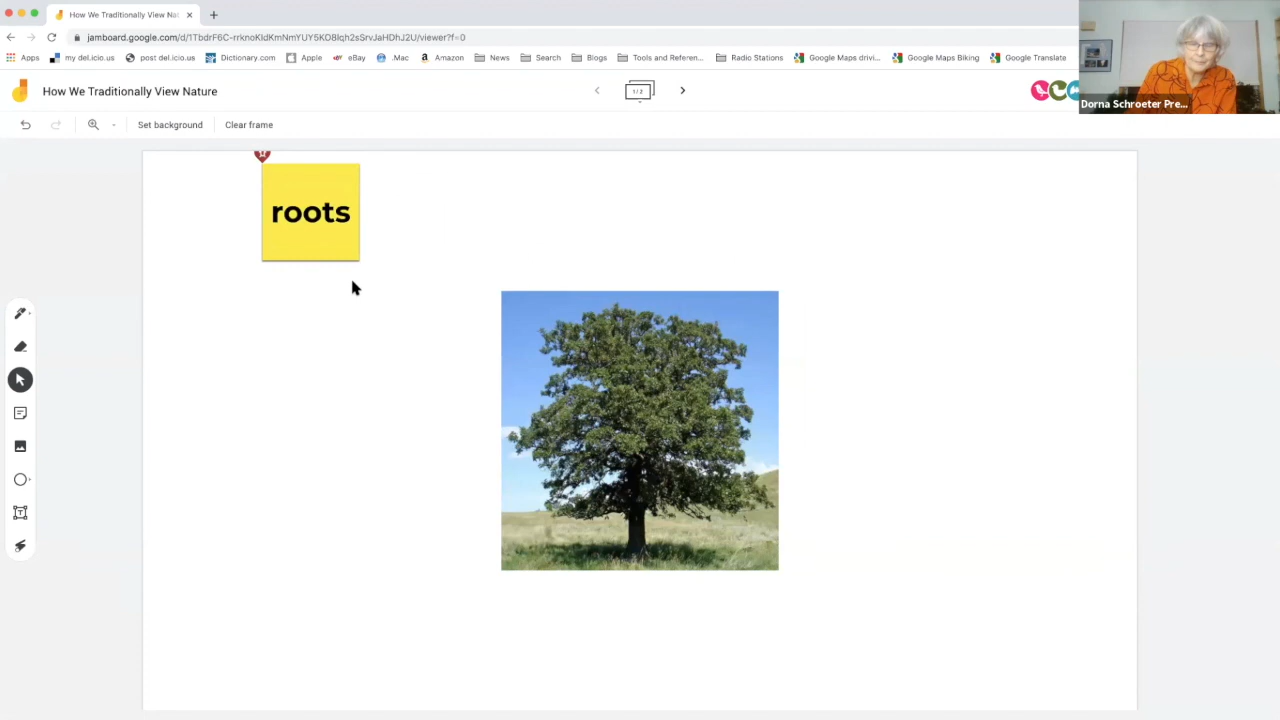 How We Traditionally View Nat
jamboard.google.com/d/1TbdrF6C-rrknoKIdKmNmYUY5KO8Iqh2sSrvJaHDhJ2U/viewer?f=0
Apps my del.icio.us post del.icio.us Dictionary.com Apple eBay .Mac Amazon News Search Blogs Tools and Referen... Radio Stations Google Maps drivi... Google Maps Biking Google Translate
How We Traditionally View Nature
1/2
Dorna Schroeter Pre...
Set background Clear frame
roots